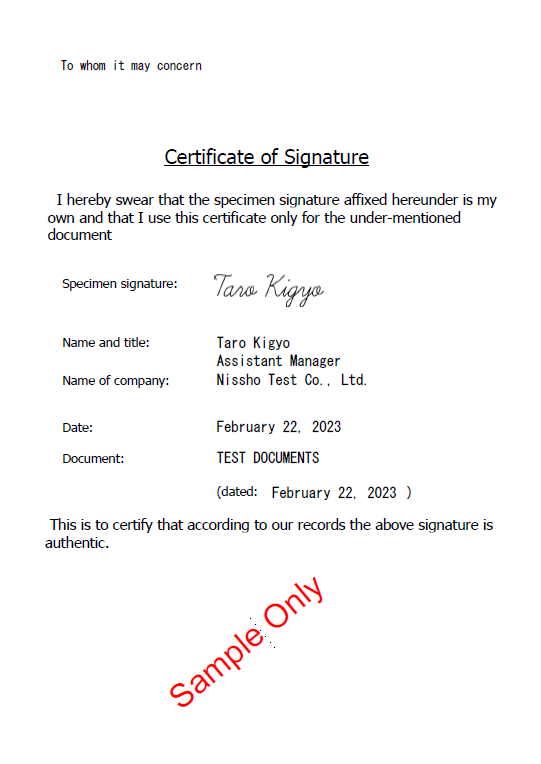 To whom it may concern
Certificate of Signature
I hereby swear that the specimen signature affixed hereunder is my
own and that I use this certificate only for the under-mentioned
document
Specimen signature: Taro Kigyo
Name and title: Taro Kigyo
Assistant Manager
Name of company: Nissho Test Co., Ltd.
Date: February 22, 2023
Document: TEST DOCUMENTS
(dated: February 22, 2023 )
This is to certify that according to our records the above signature is
authentic.
Sample Only